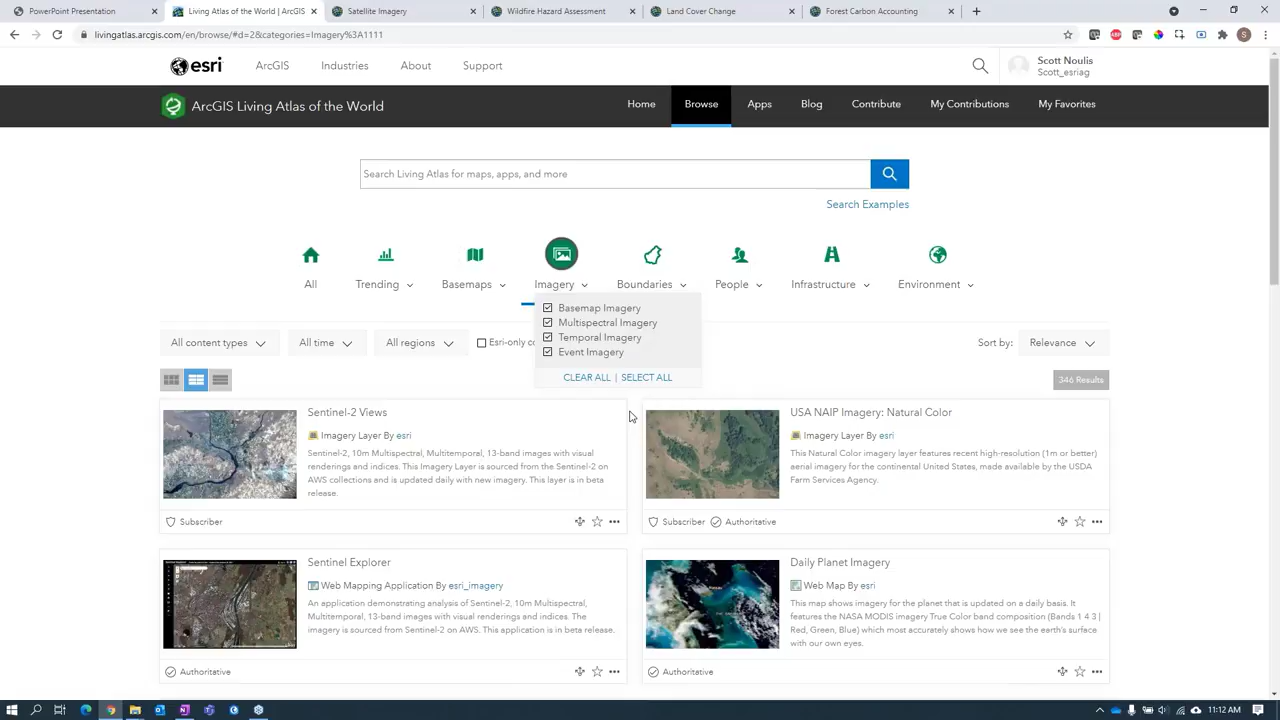 Portal for ArcGIS
Living Atlas of the World | ArcGIS
Satellite Imagery
Wildfire Hazard Assessment
Land Cover Change
Forest Carbon Accounting
livingatlas.arcgis.com/en/browse/#d=2&categories=Imagery%3A1111
S
esri
ArcGIS
Industries
About
Support
Scott Noulis
Scott_esriag
ArcGIS Living Atlas of the World
Home
Browse
Apps
Blog
Contribute
My Contributions
My Favorites
Search Living Atlas for maps, apps, and more
Search Examples
All
Trending
Basemaps
Imagery
Boundaries
People
Infrastructure
Environment
Basemap Imagery
Multispectral Imagery
Temporal Imagery
Event Imagery
CLEAR ALL | SELECT ALL
All content types
All time
All regions
Esri-only co
Sort by:
Relevance
346 Results
Sentinel-2 Views
Imagery Layer By esri
Sentinel-2, 10m Multispectral, Multitemporal, 13-band images with visual
renderings and indices. This Imagery Layer is sourced from the Sentinel-2 on
AWS collections and is updated daily with new imagery. This layer is in beta
release.
Subscriber
USA NAIP Imagery: Natural Color
Imagery Layer By esri
This Natural Color imagery layer features recent high-resolution (1m or better)
aerial imagery for the continental United States, made available by the USDA
Farm Services Agency.
Subscriber
Authoritative
Sentinel Explorer
Web Mapping Application By esri_imagery
An application demonstrating analysis of Sentinel-2, 10m Multispectral,
Multitemporal, 13-band images with visual renderings and indices. The
imagery is sourced from Sentinel-2 on AWS. This application is in beta release.
Authoritative
Daily Planet Imagery
Web Map By esri
This map shows imagery for the planet that is updated on a daily basis. It
features the NASA MODIS imagery True Color band composition (Bands 1 4 3 |
Red, Green, Blue) which most accurately shows how we see the earth's surface
with our own eyes.
Authoritative
11:12 AM